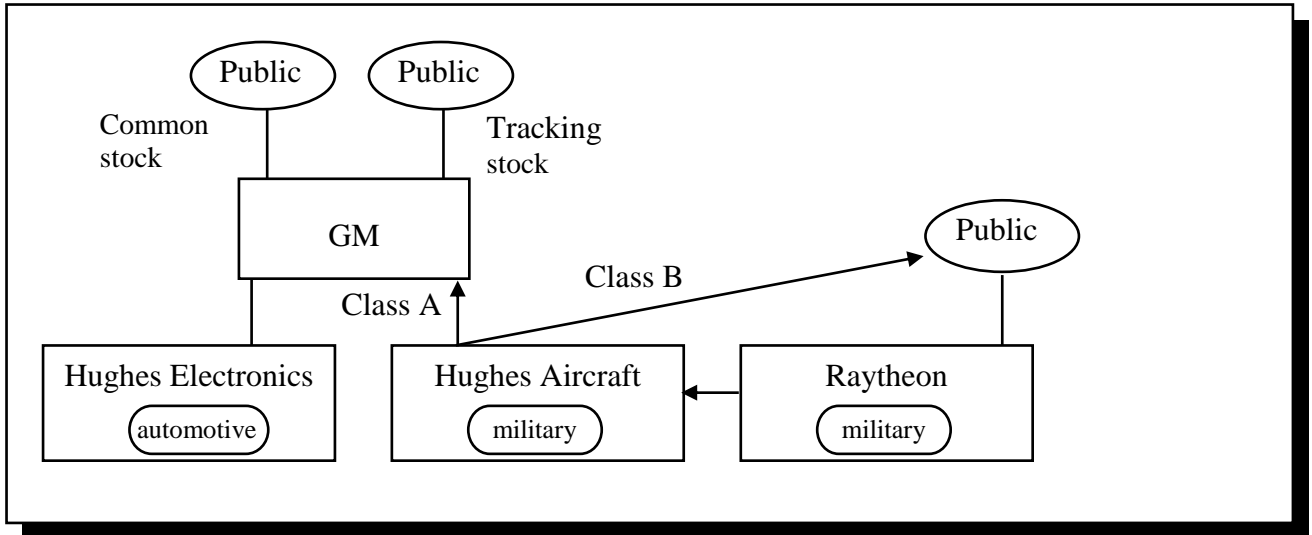 Public
Public
Common
stock
Tracking
stock
GM
Public
Class B
Class A
Hughes Electronics
automotive
Hughes Aircraft
military
Raytheon
military